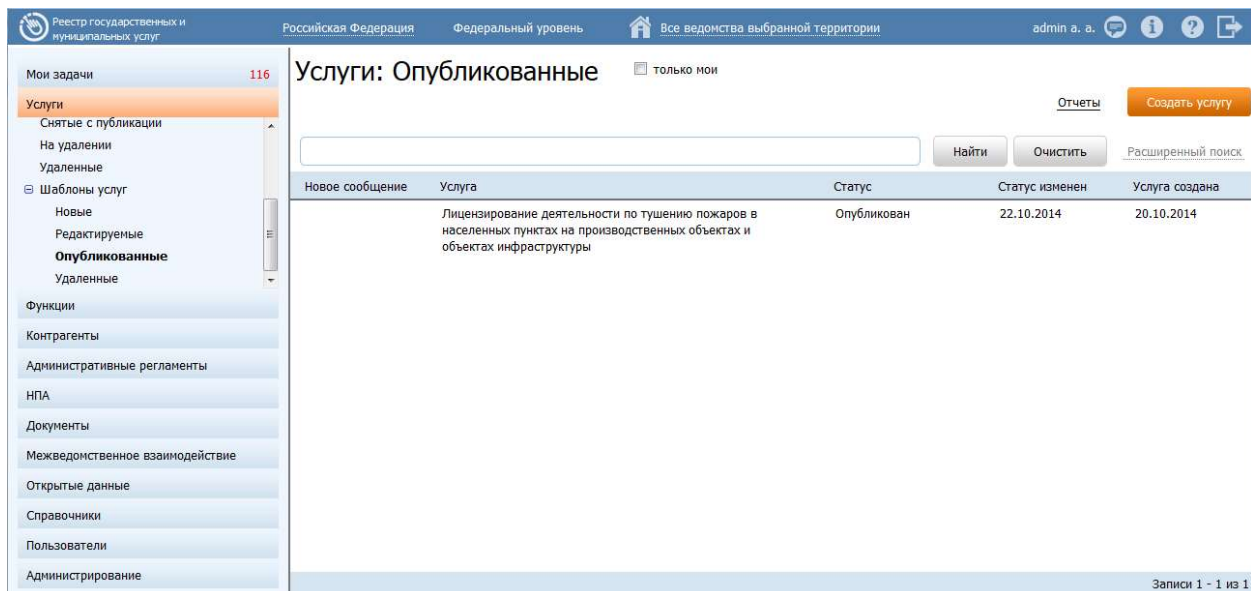 Реестр государственных и
муниципальных услуг
Российская Федерация
Федеральный уровень
Все ведомства выбранной территории
admin a. a.
Мои задачи 116
Услуги
Снятые с публикации
На удалении
Удаленные
Шаблоны услуг
Новые
Редактируемые
Опубликованные
Удаленные
Функции
Контрагенты
Административные регламенты
НПА
Документы
Межведомственное взаимодействие
Открытые данные
Справочники
Пользователи
Администрирование
Услуги: Опубликованные
только мои
Отчеты
Создать услугу
Найти
Очистить
Расширенный поиск
Новое сообщение Услуга Статус Статус изменен Услуга создана
Лицензирование деятельности по тушению пожаров в Опубликован 22.10.2014 20.10.2014
населенных пунктах на производственных объектах и
объектах инфраструктуры
Записи 1 - 1 из 1